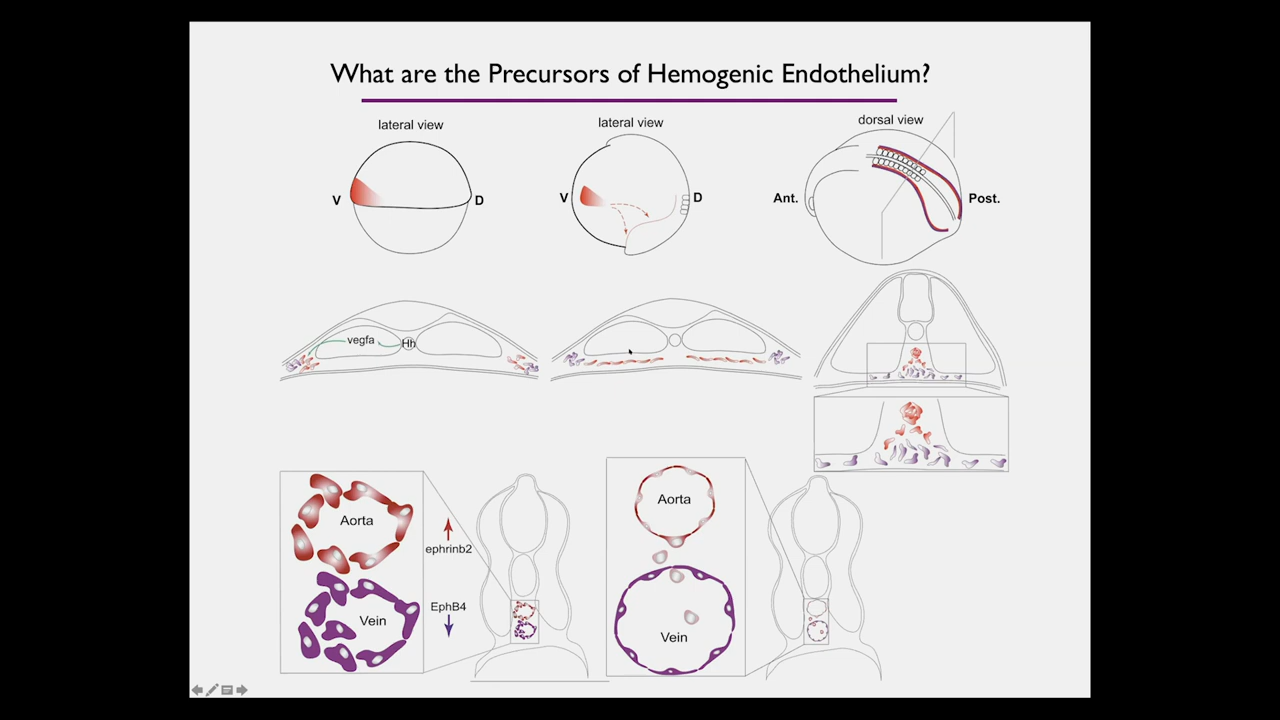 What are the Precursors of Hemogenic Endothelium?
lateral view
lateral view
dorsal view
V
D
V
D
Ant.
Post.
vegfa
Hh
Aorta
ephrinb2
EphB4
Vein
Aorta
Vein